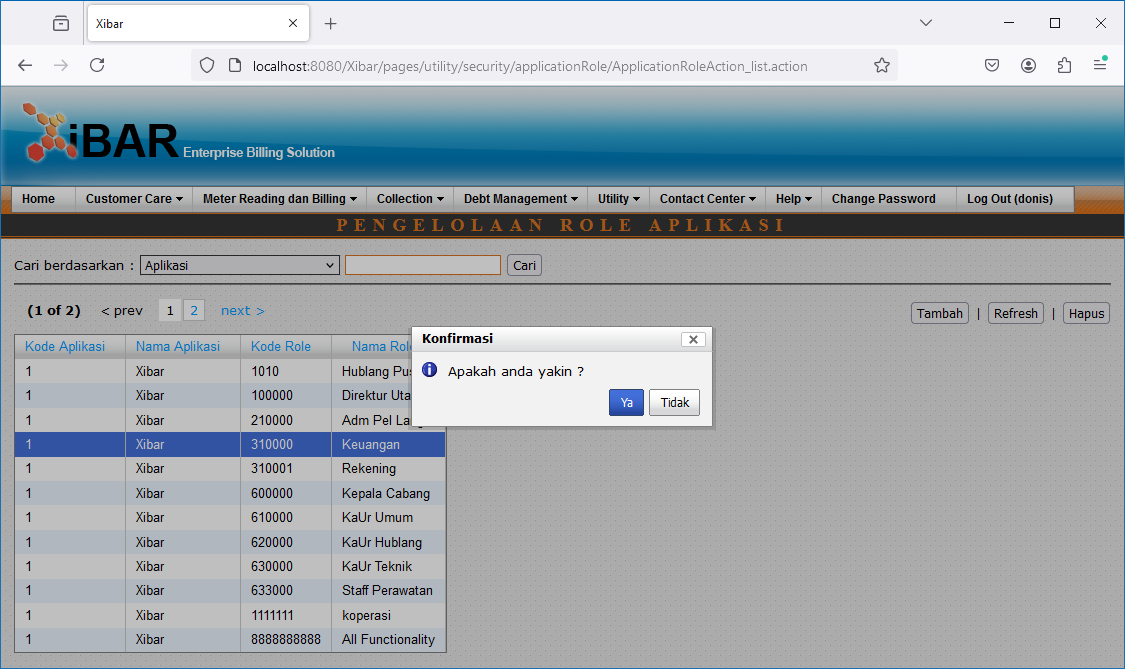 Xibar
localhost:8080/Xibar/pages/utility/security/applicationRole/ApplicationRoleAction_list.action
iBAR Enterprise Billing Solution
Home Customer Care Meter Reading dan Billing Collection Debt Management Utility Contact Center Help Change Password Log Out (donis)
PENGELOLAAN ROLE APLIKASI
Cari berdasarkan : Aplikasi Cari
(1 of 2) < prev 1 2 next > Tambah | Refresh | Hapus
Kode Aplikasi Nama Aplikasi Kode Role Nama Role
1 Xibar 1010 Hublang
1 Xibar 100000 Direktur
1 Xibar 210000 Adm Pel
1 Xibar 310000 Keuangan
1 Xibar 310001 Rekening
1 Xibar 600000 Kepala Cabang
1 Xibar 610000 KaUr Umum
1 Xibar 620000 KaUr Hublang
1 Xibar 630000 KaUr Teknik
1 Xibar 633000 Staff Perawatan
1 Xibar 1111111 koperasi
1 Xibar 8888888888 All Functionality
Konfirmasi
Apakah anda yakin ?
Ya Tidak